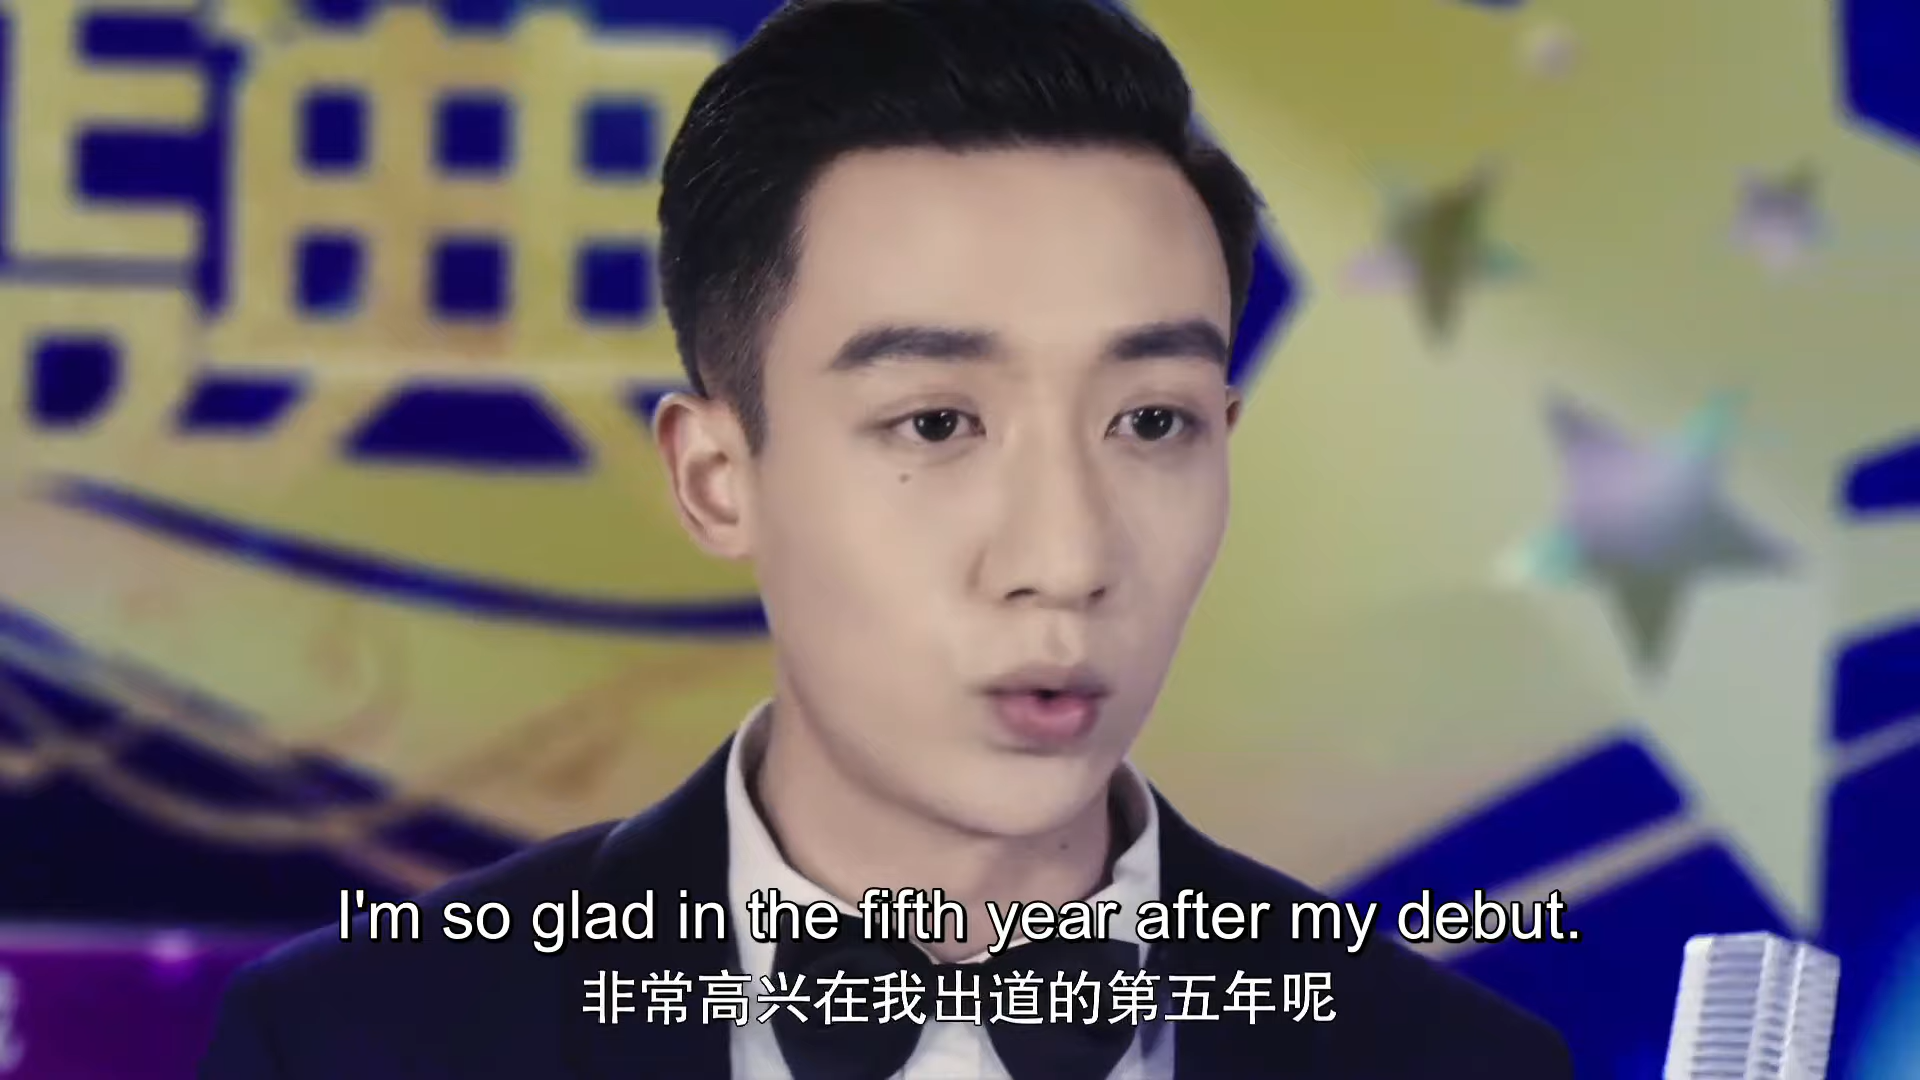 典
I'm so glad in the fifth year after my debut.
非常高兴在我出道的第五年呢